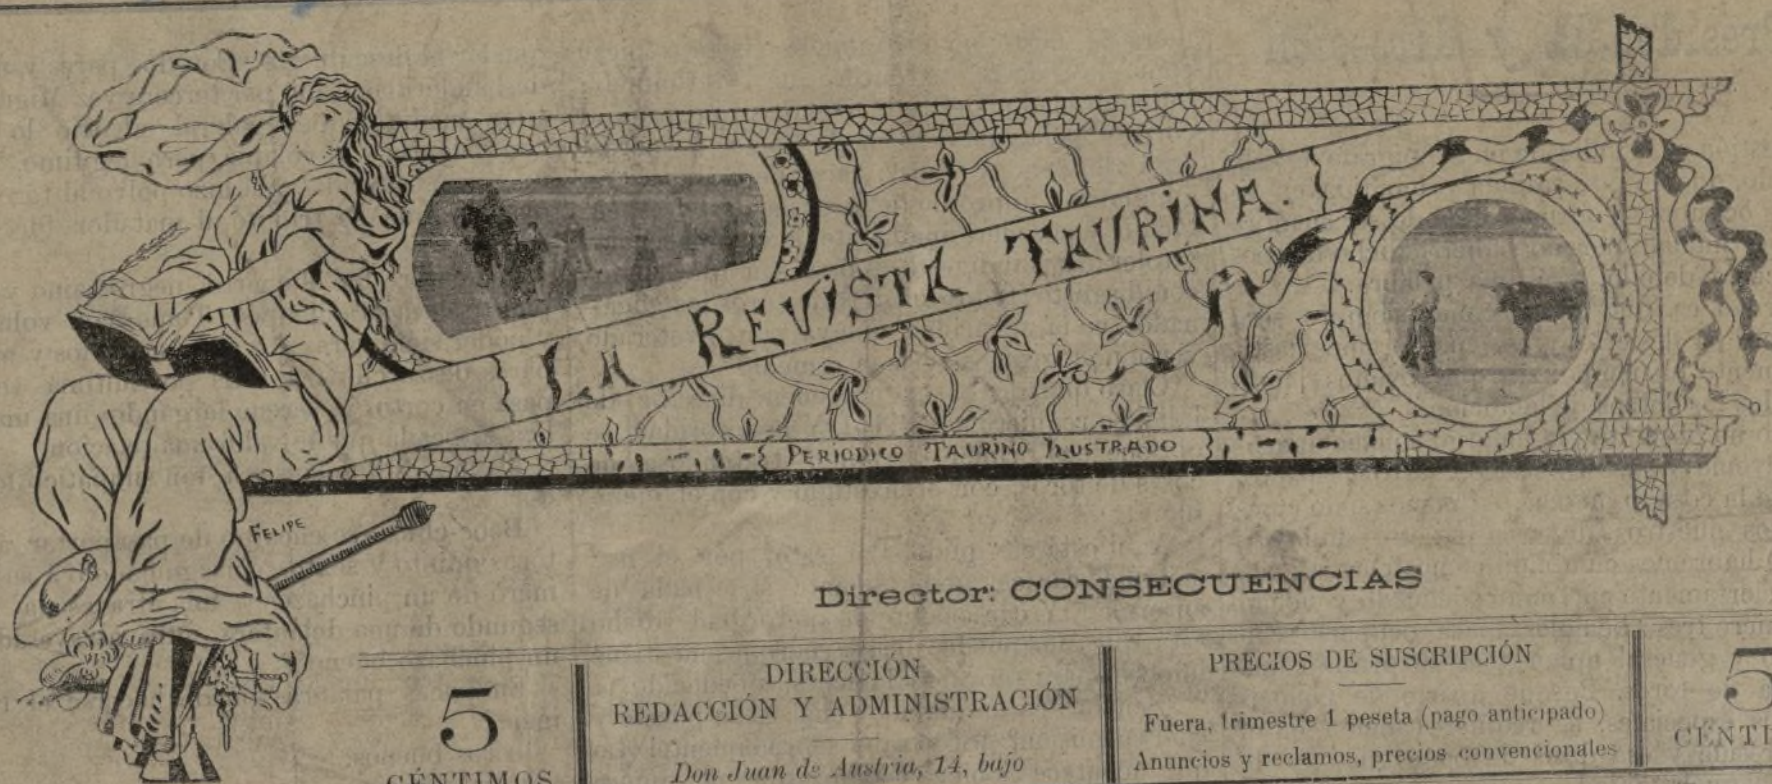 LA REVISTA TAURINA.
PERIODICO TAURINO ILUSTRADO
FELIPE
Director: CONSECUENCIAS
5
CÉNTIMOS
DIRECCIÓN
REDACCIÓN Y ADMINISTRACIÓN
Don Juan de Austria, 14, bajo
PRECIOS DE SUSCRIPCIÓN
Fuera, trimestre 1 peseta (pago anticipado)
Anuncios y reclamos, precios convencionales
5
CÉNTI